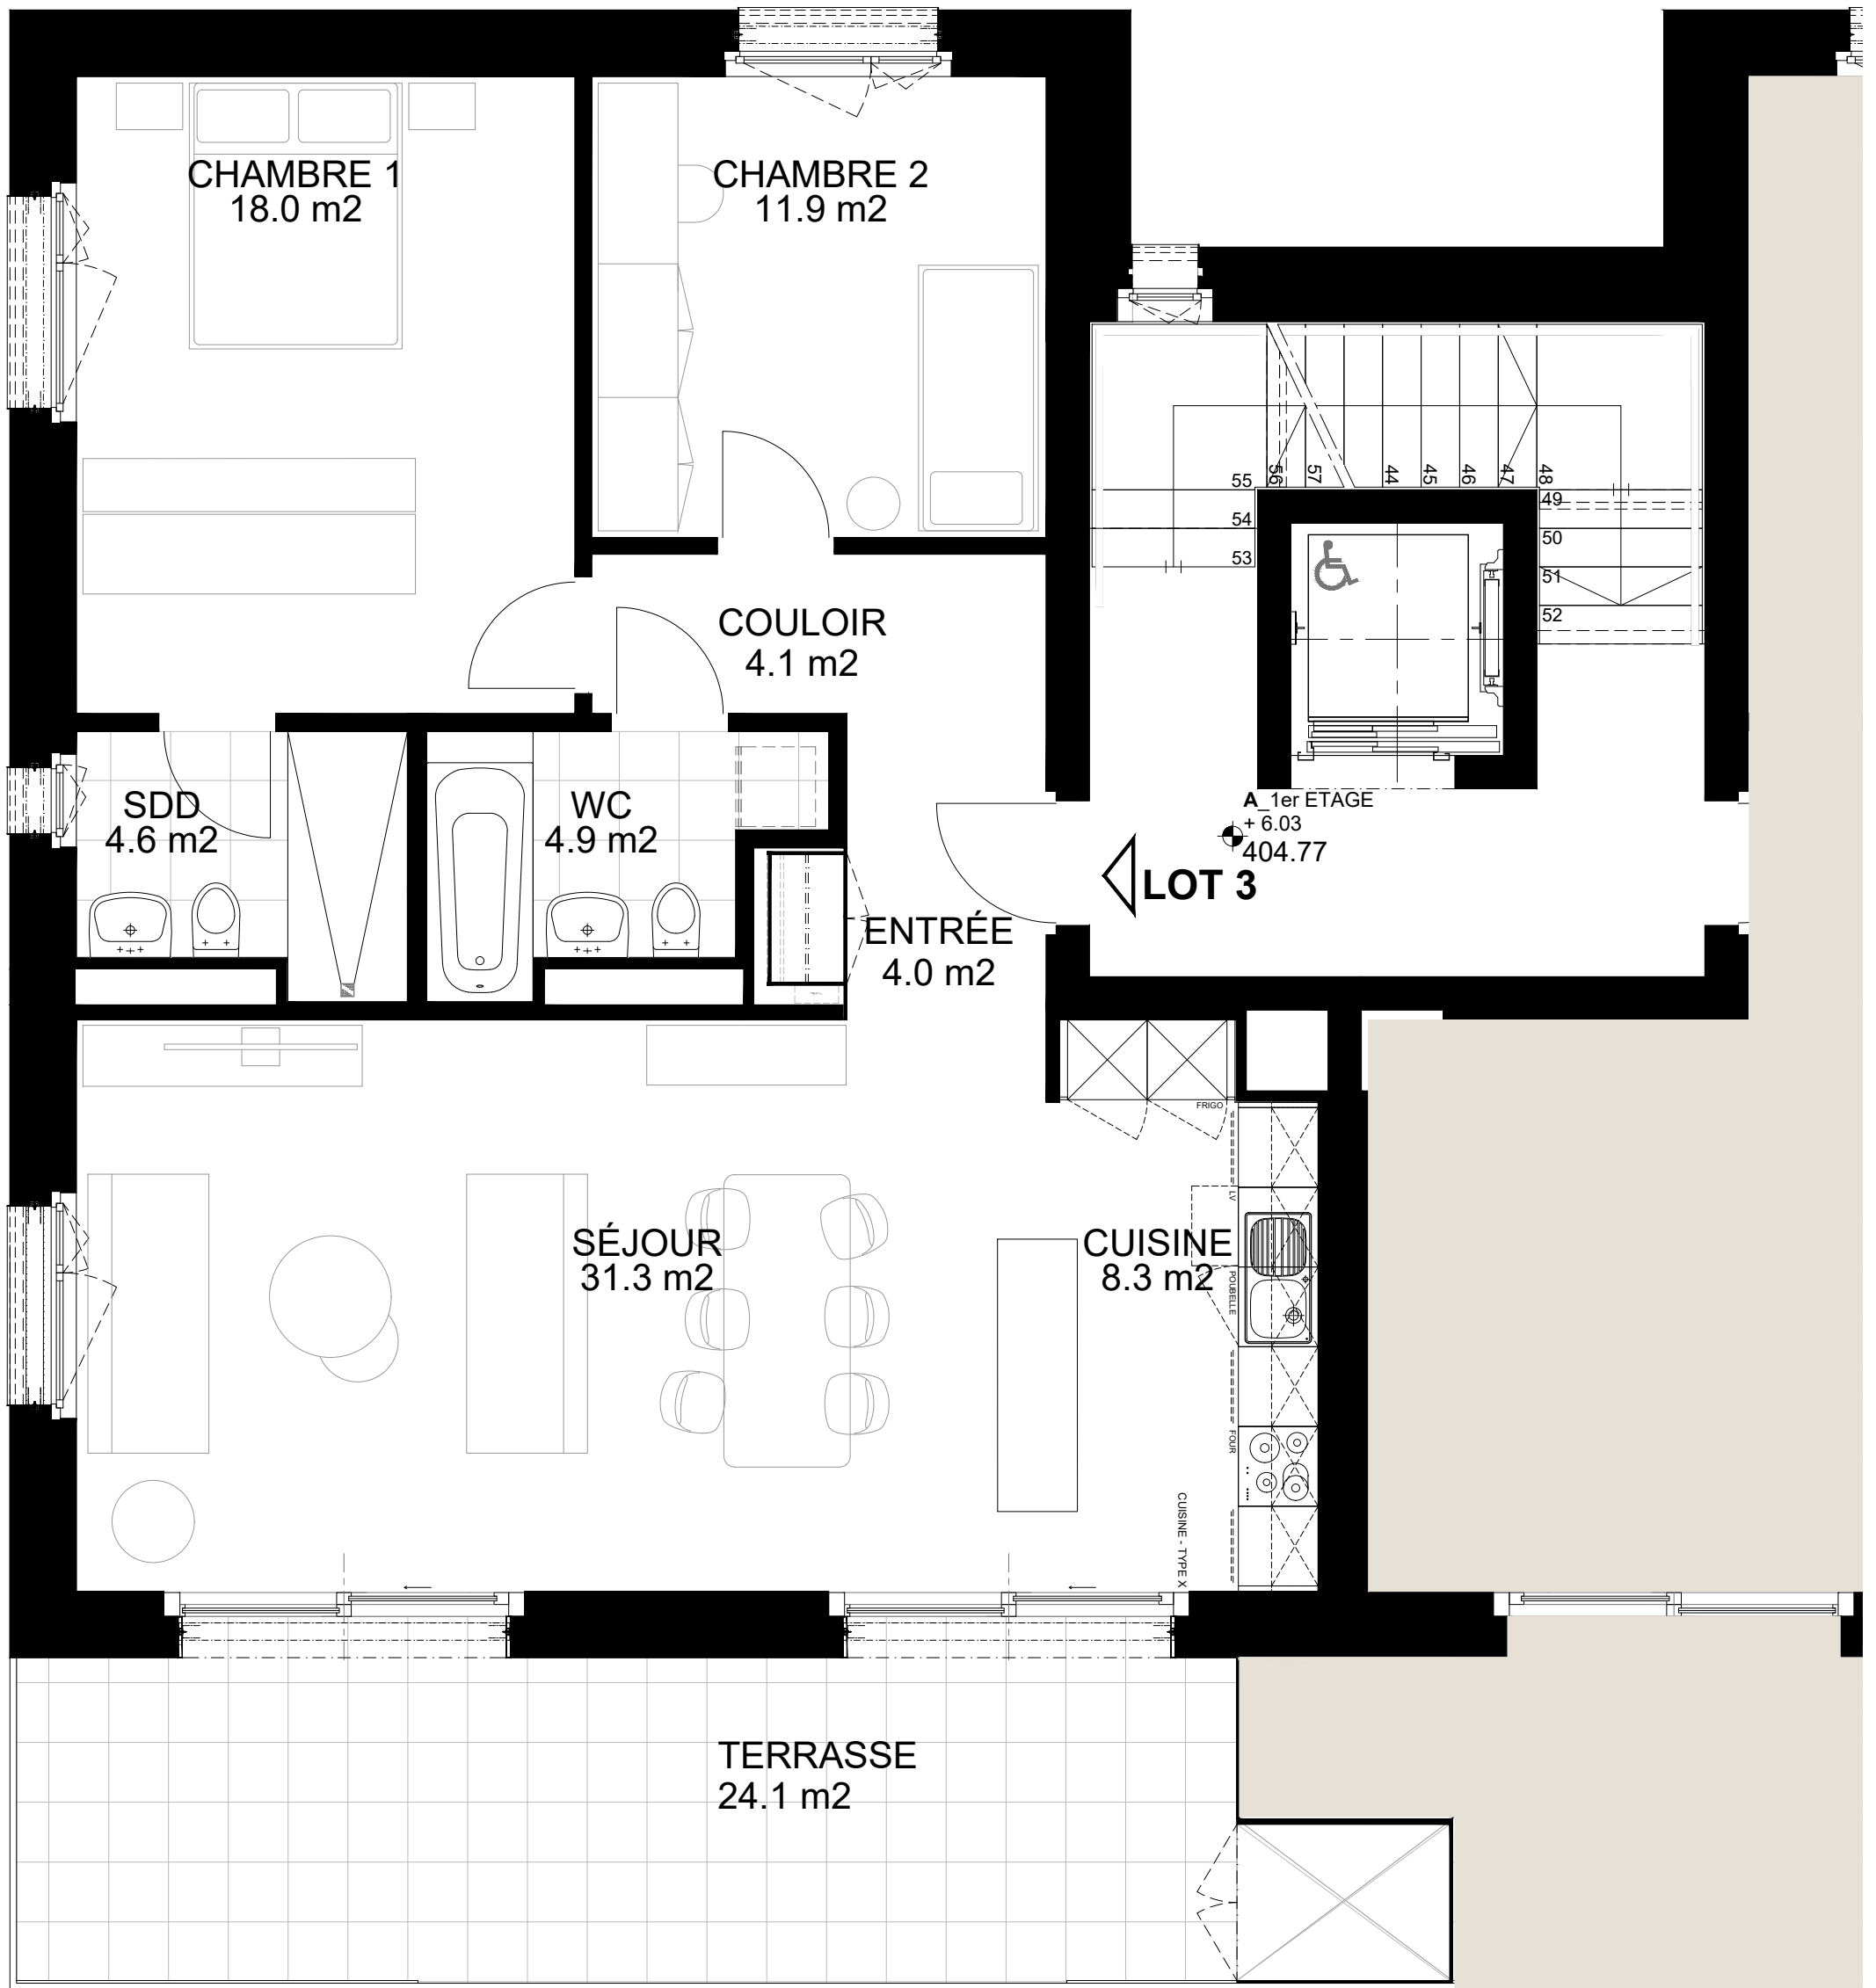 CHAMBRE 1
18.0 m2
CHAMBRE 2
11.9 m2
COULOIR
4.1 m2
55
54
53
56
57
44
45
46
47
48
49
50
51
52
SDD
4.6 m2
WC
4.9 m2
A_1er ETAGE
+ 6.03
404.77
LOT 3
ENTRÉE
4.0 m2
FRIGO
LV
SÉJOUR
31.3 m2
CUISINE
8.3 m2
POUBELLE
FOUR
CUISINE - TYPE X
TERRASSE
24.1 m2